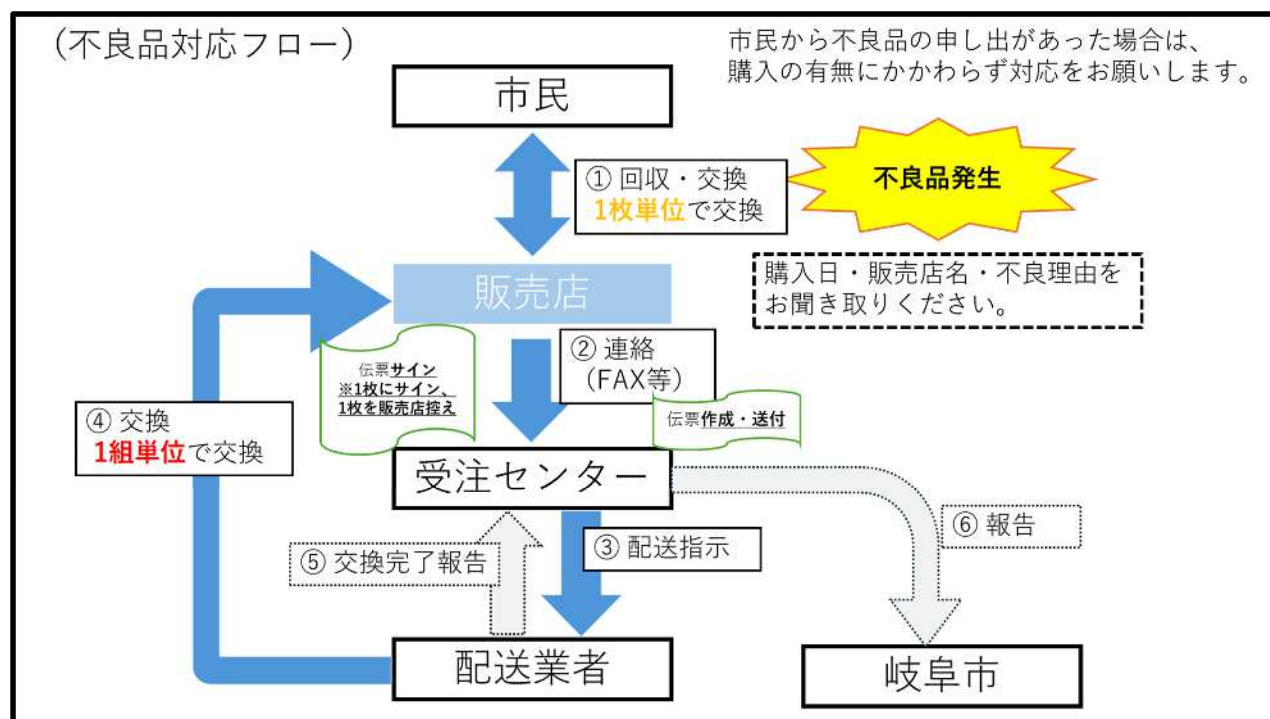 (不良品対応フロー)
市民から不良品の申し出があった場合は、
購入の有無にかかわらず対応をお願いします。
市民
① 回収・交換
1枚単位で交換
不良品発生
購入日・販売店名・不良理由を
お聞き取りください。
販売店
伝票サイン
※1枚にサイン、
1枚を販売店控え
② 連絡
(FAX等)
伝票作成・送付
④ 交換
1組単位で交換
受注センター
③ 配送指示
⑤ 交換完了報告
⑥ 報告
配送業者
岐阜市